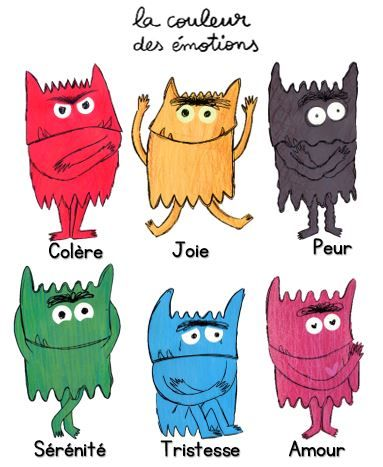 la couleur
des émotions
Colère Joie Peur
Sérénité Tristesse Amour